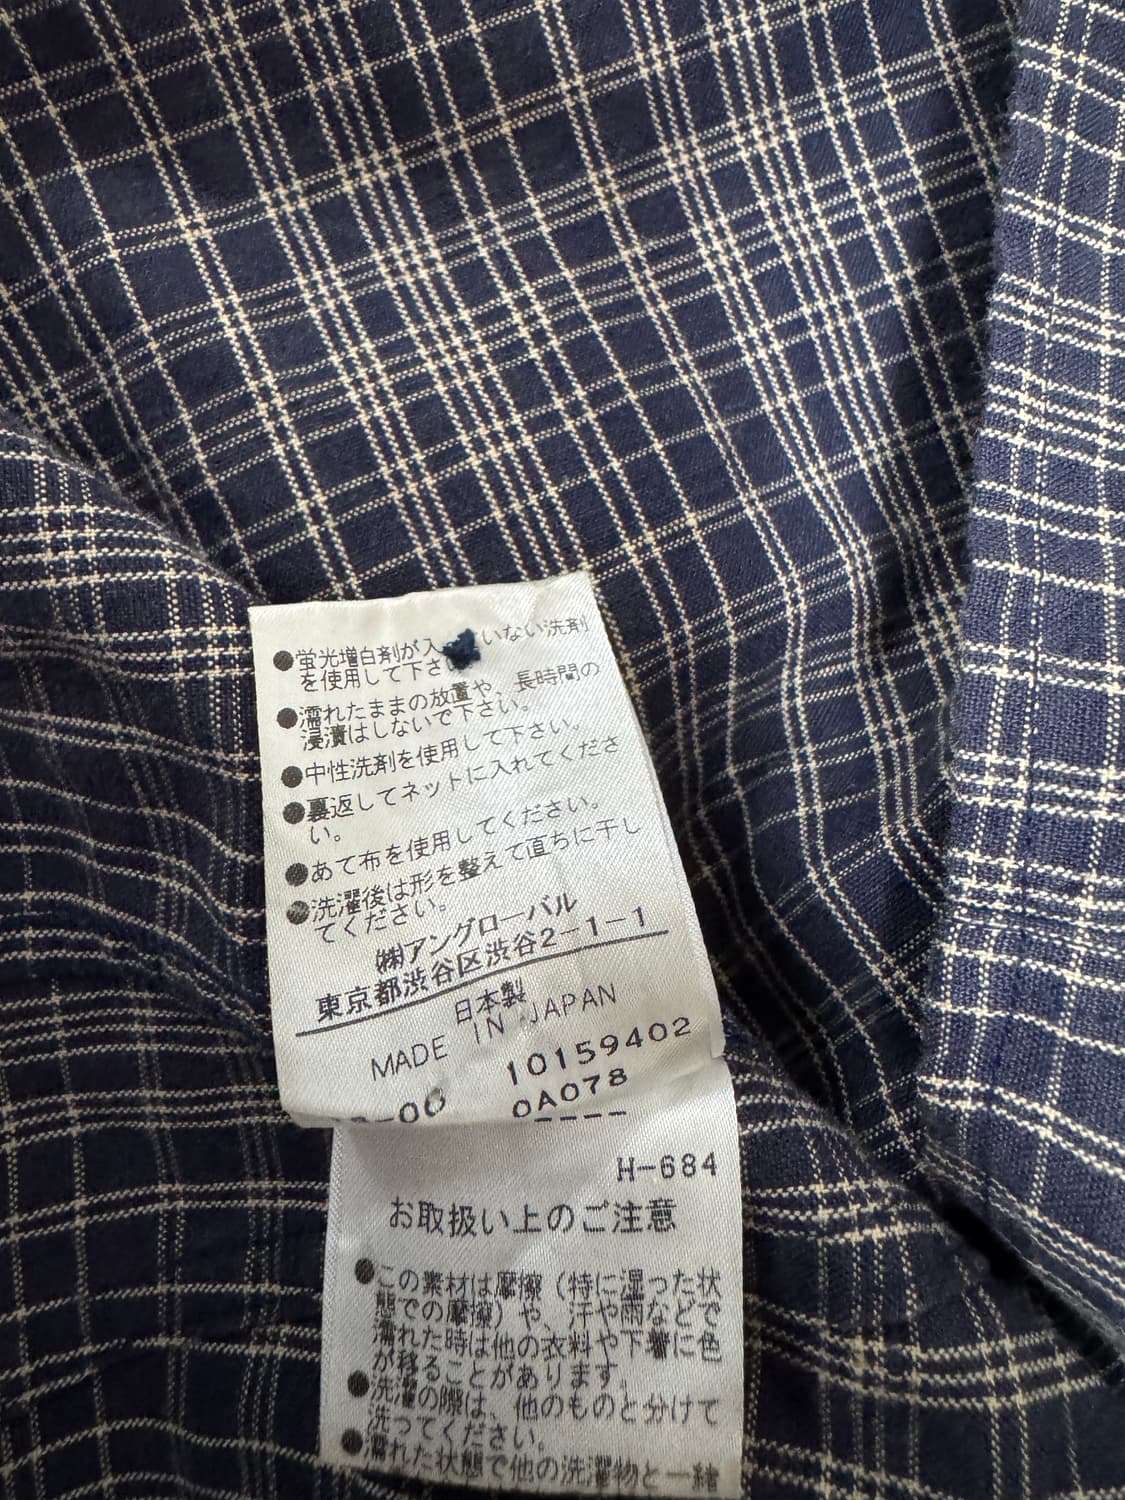 ●蛍光増白剤が入 いない洗剤
を使用して下さ
●濡れたままの放置や、長時間の
浸漬はしないで下さい。
●中性洗剤を使用して下さい。
●裏返してネットに入れてくださ
い。
●あて布を使用してください。
●洗濯後は形を整えて直ちに干し
てください。
㈱アングローバル
東京都渋谷区渋谷2-1-1
日本製
MADE IN JAPAN
10159402
-00 0A078
----
H-684
お取扱い上のご注意
●この素材は摩擦（特に湿った状
態での摩擦）や、汗や雨などで
濡れた時は他の衣料や下着に色
が移ることがあります。
●洗濯の際は、他のものと分けて
洗ってください。
●濡れた状態で他の洗濯物と一緒